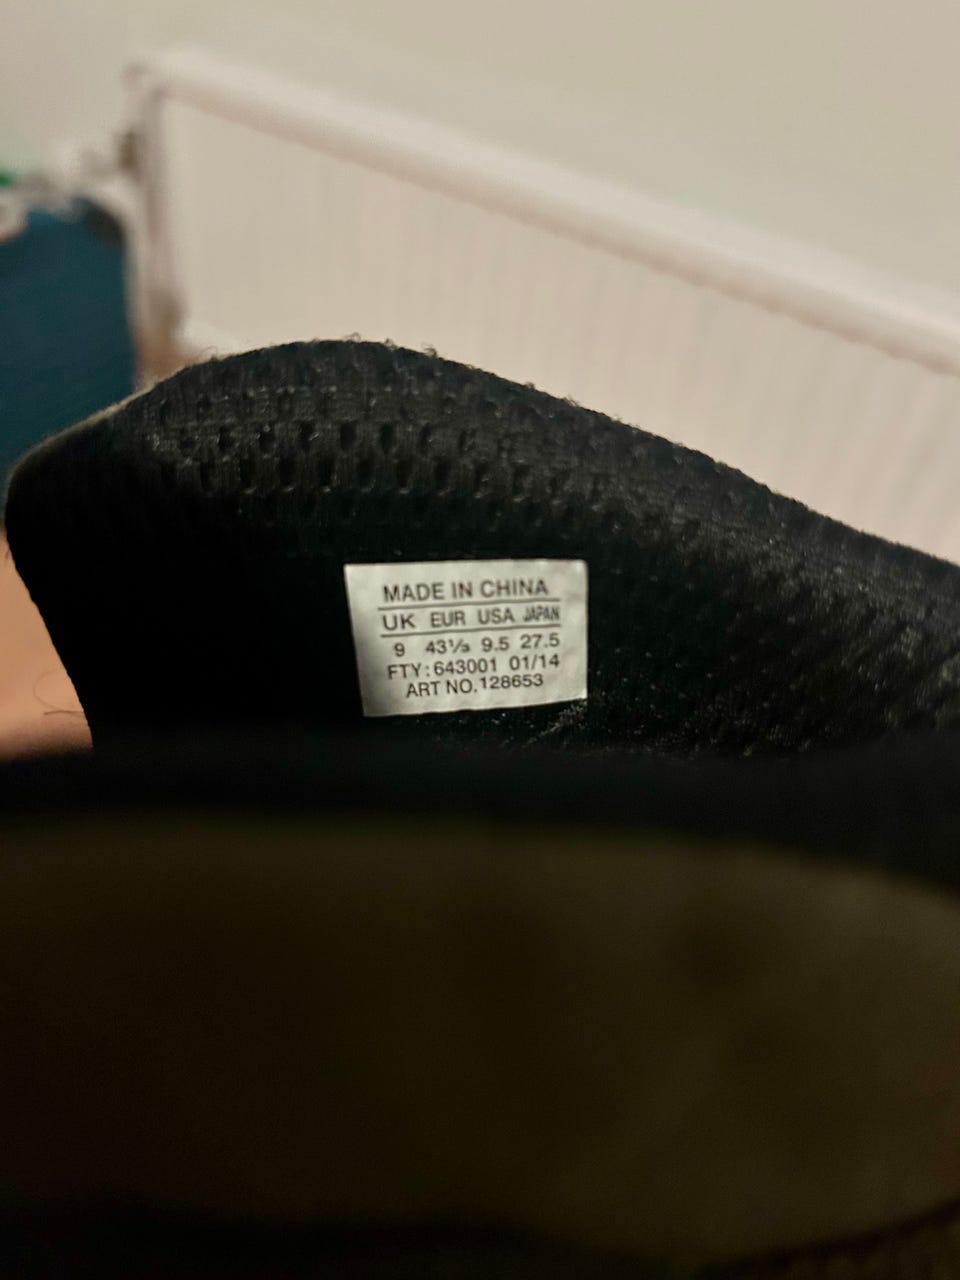 MADE IN CHINA
UK EUR USA JAPAN
9 43⅓ 9.5 27.5
FTY: 643001 01/14
ART NO. 128653